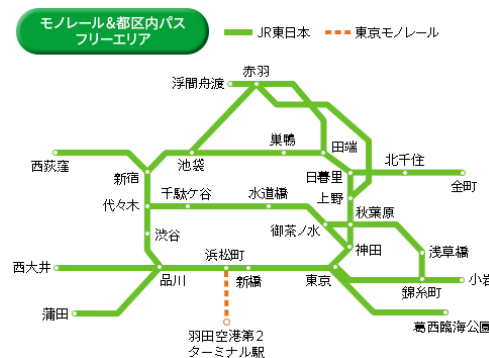 モノレール&都区内パス
フリーエリア
JR東日本
東京モノレール
赤羽
浮間舟渡
巣鴨
田端
池袋
北千住
西荻窪
新宿
日暮里
金町
代々木
千駄ケ谷
水道橋
上野
秋葉原
御茶ノ水
渋谷
神田
浅草橋
浜松町
西大井
品川
新橋
東京
錦糸町
小岩
蒲田
葛西臨海公園
羽田空港第2
ターミナル駅